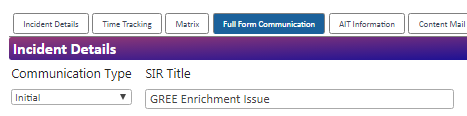 Incident Details Time Tracking Matrix Full Form Communication AIT Information Content Mail
Incident Details
Communication Type SIR Title
Initial GREE Enrichment Issue